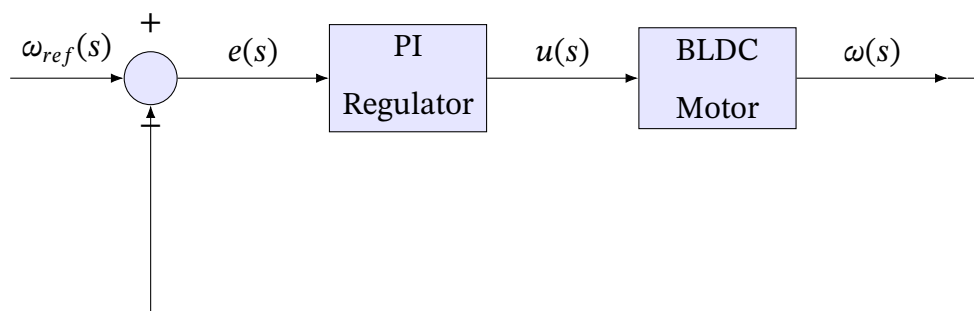 +
ω_ref(s)
e(s)
PI
Regulator
u(s)
BLDC
Motor
ω(s)
−